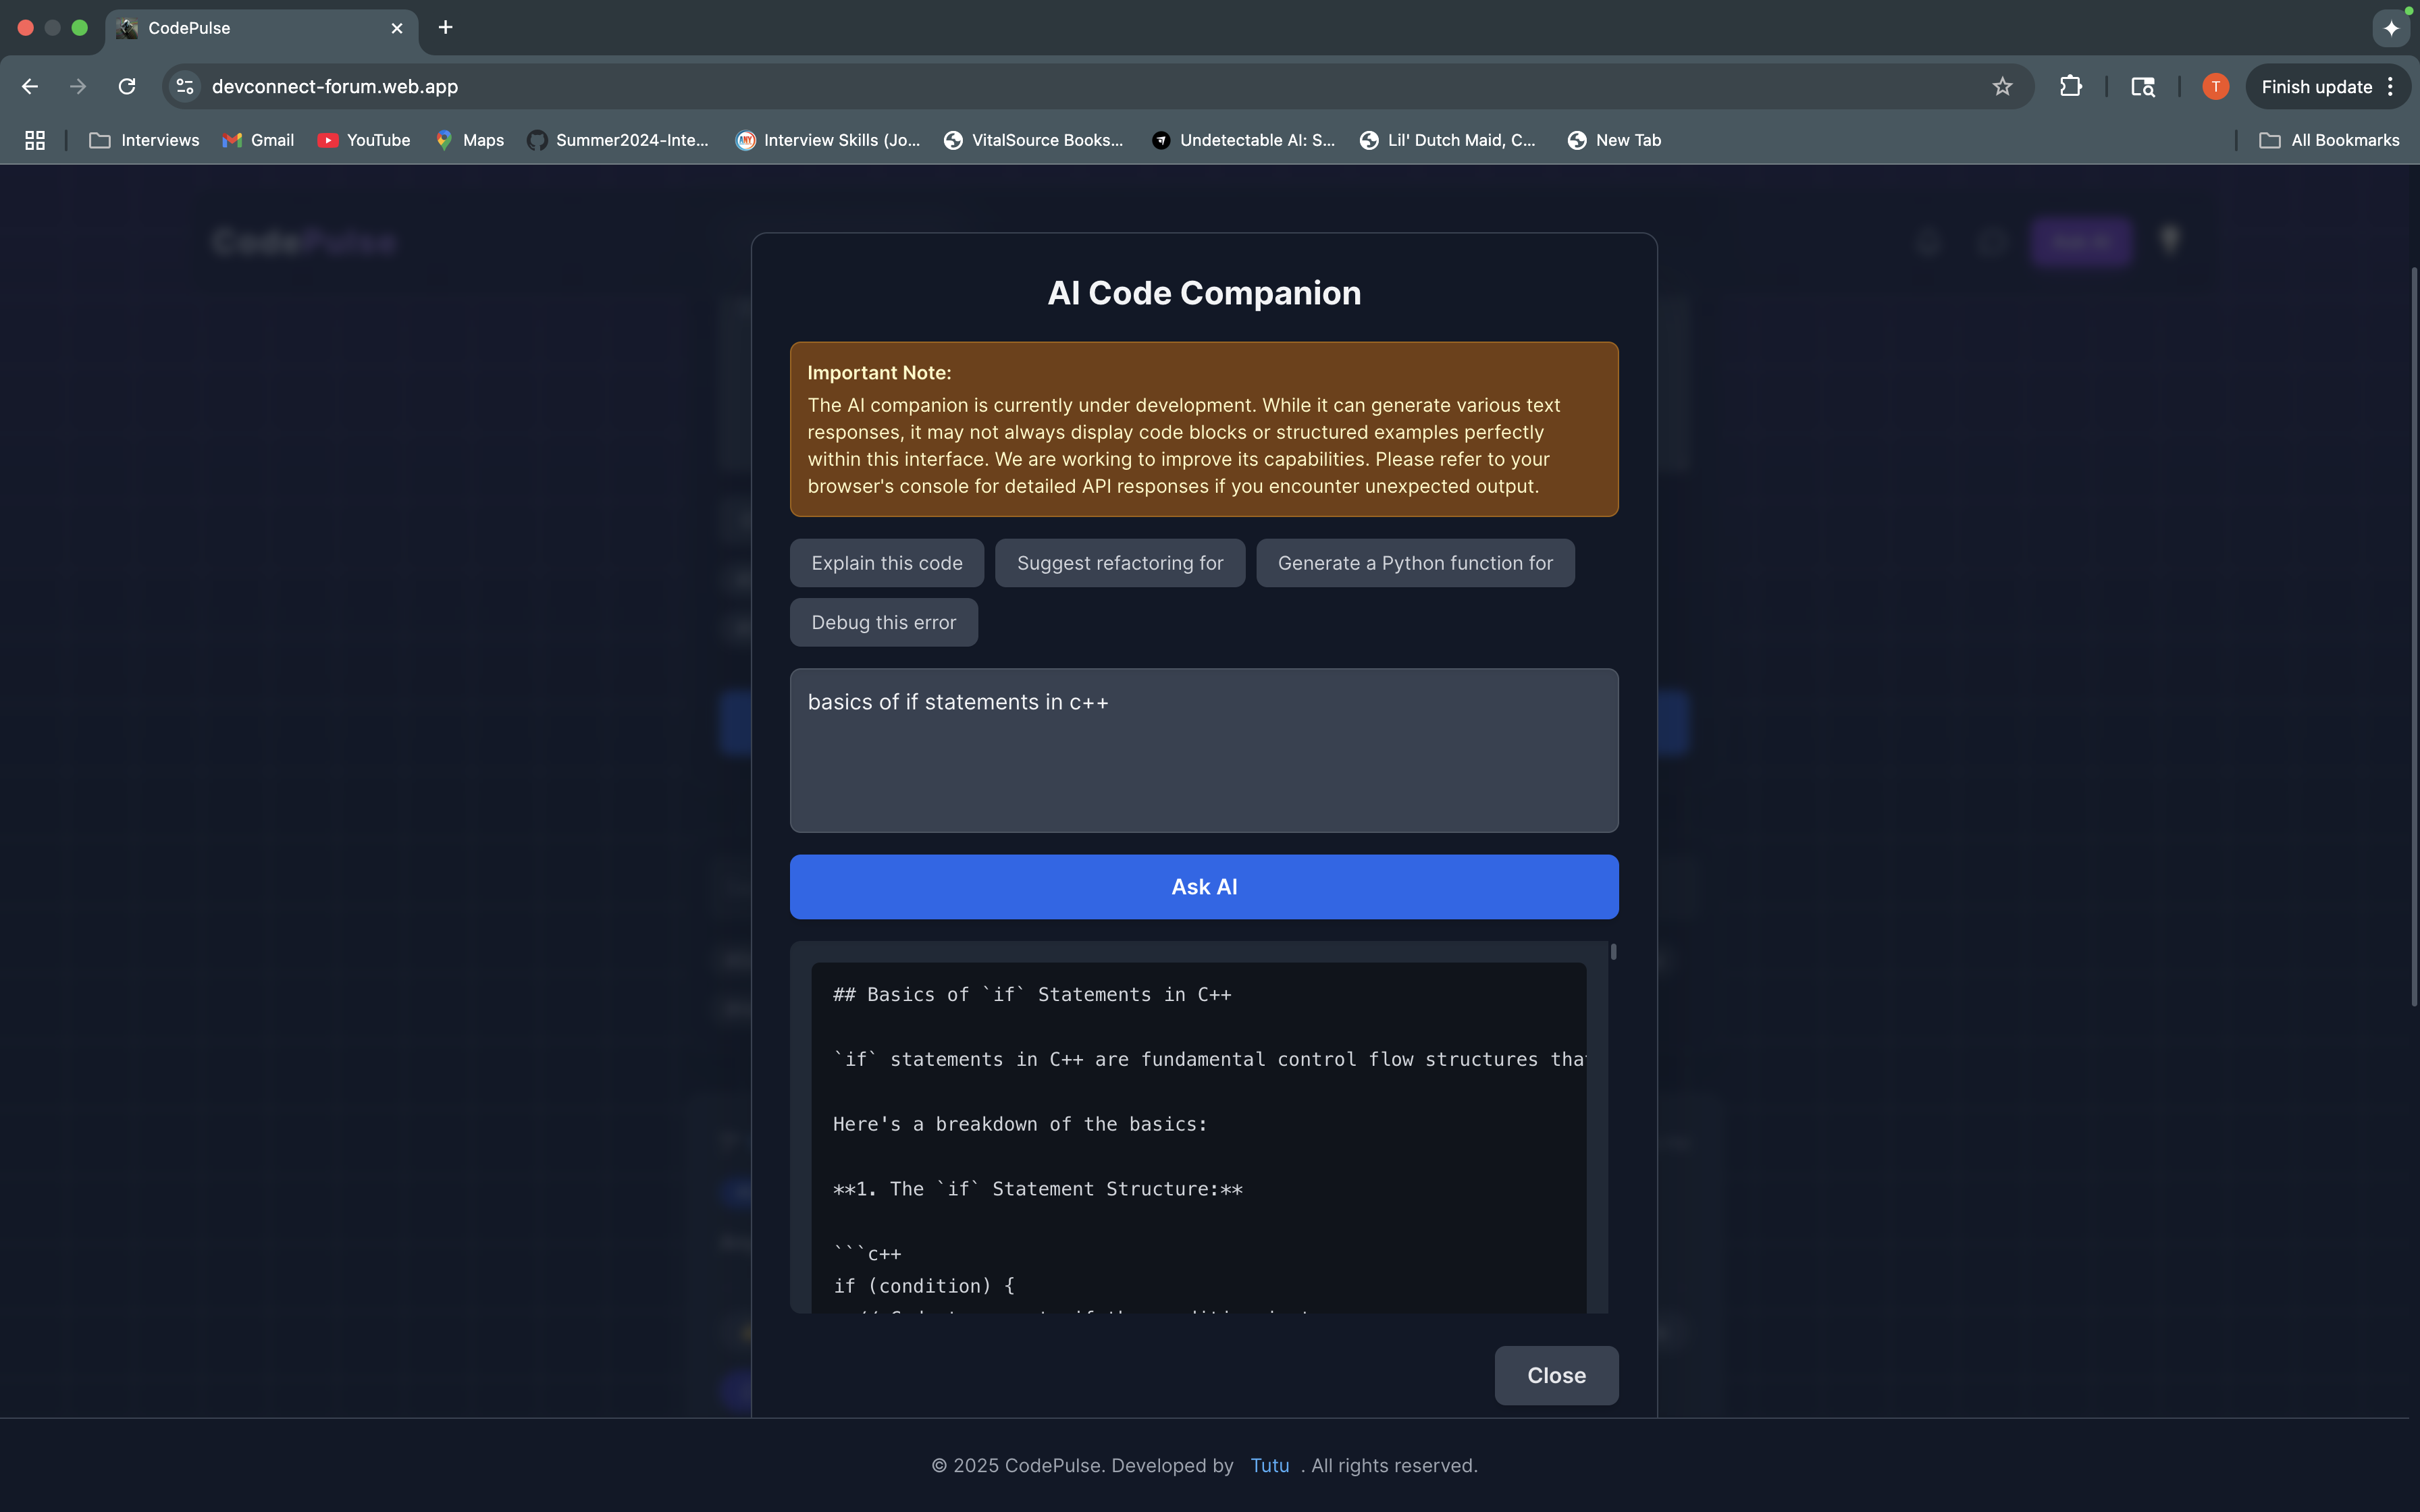 CodePulse
T
Finish update
devconnect-forum.web.app
Interviews
Gmail
YouTube
Maps
Summer2024-Inte...
Interview Skills (Jo...
VitalSource Books...
Undetectable AI: S...
Lil' Dutch Maid, C...
New Tab
All Bookmarks
CodePulse
AI Code Companion
Important Note:
The AI companion is currently under development. While it can generate various text
responses, it may not always display code blocks or structured examples perfectly
within this interface. We are working to improve its capabilities. Please refer to your
browser's console for detailed API responses if you encounter unexpected output.
Explain this code
Suggest refactoring for
Generate a Python function for
Debug this error
basics of if statements in c++
Ask AI
## Basics of `if` Statements in C++
`if` statements in C++ are fundamental control flow structures that
Here's a breakdown of the basics:
**1. The `if` Statement Structure:**
```c++
if (condition) {
Close
© 2025 CodePulse. Developed by Tutu . All rights reserved.